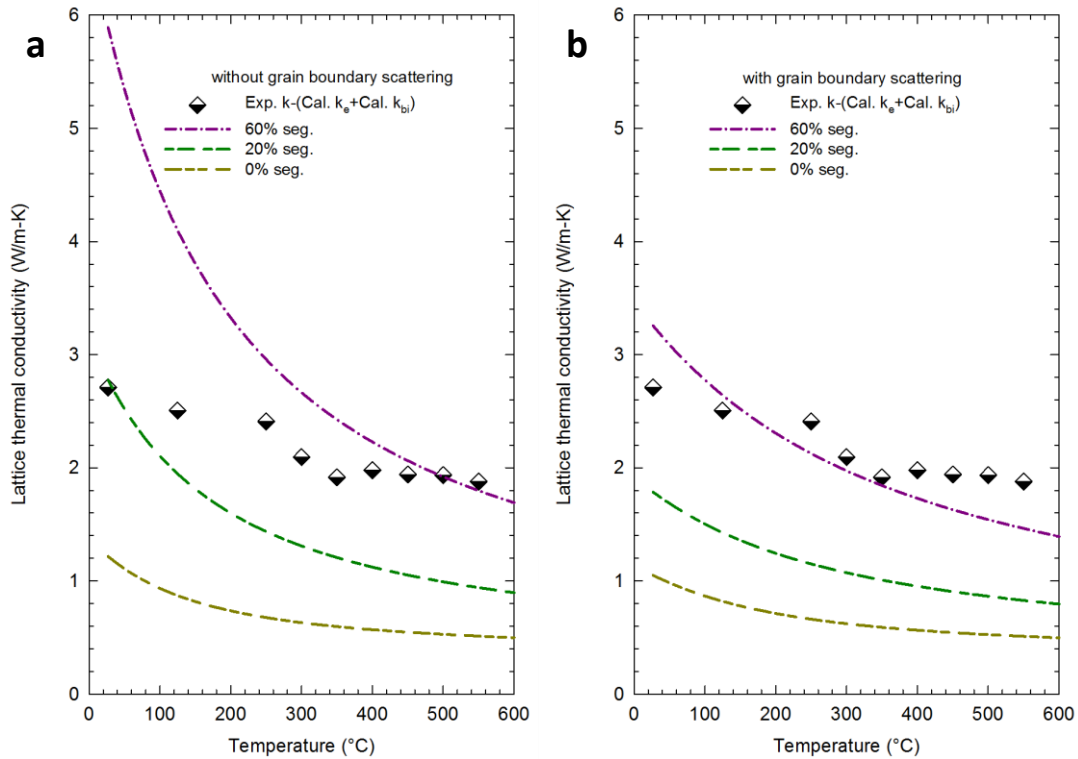 a
without grain boundary scattering
Exp. k-(Cal. kₑ+Cal. k_bi)
60% seg.
20% seg.
0% seg.
Lattice thermal conductivity (W/m-K)
6
5
4
3
2
1
0
0 100 200 300 400 500 600
Temperature (°C)
b
with grain boundary scattering
Exp. k-(Cal. kₑ+Cal. k_bi)
60% seg.
20% seg.
0% seg.
Lattice thermal conductivity (W/m-K)
6
5
4
3
2
1
0
0 100 200 300 400 500 600
Temperature (°C)